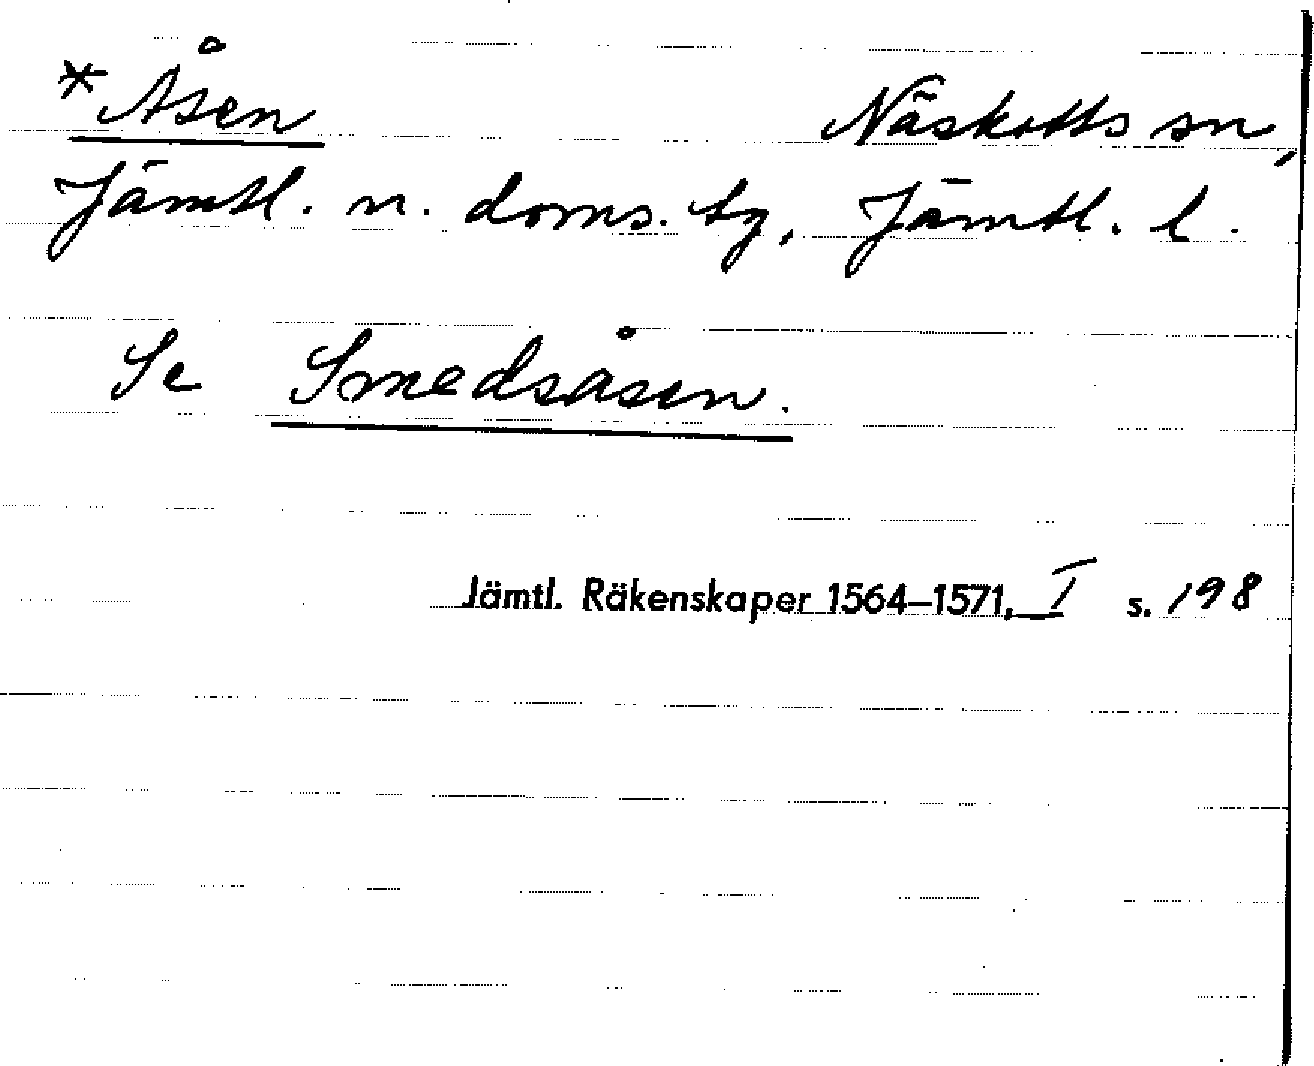 *Åsen Näskotts sn,
Jämtl. n. doms. tg, Jämtl. l.
Se Smedsåsen.
Jämtl. Räkenskaper 1564–1571, I s. 198